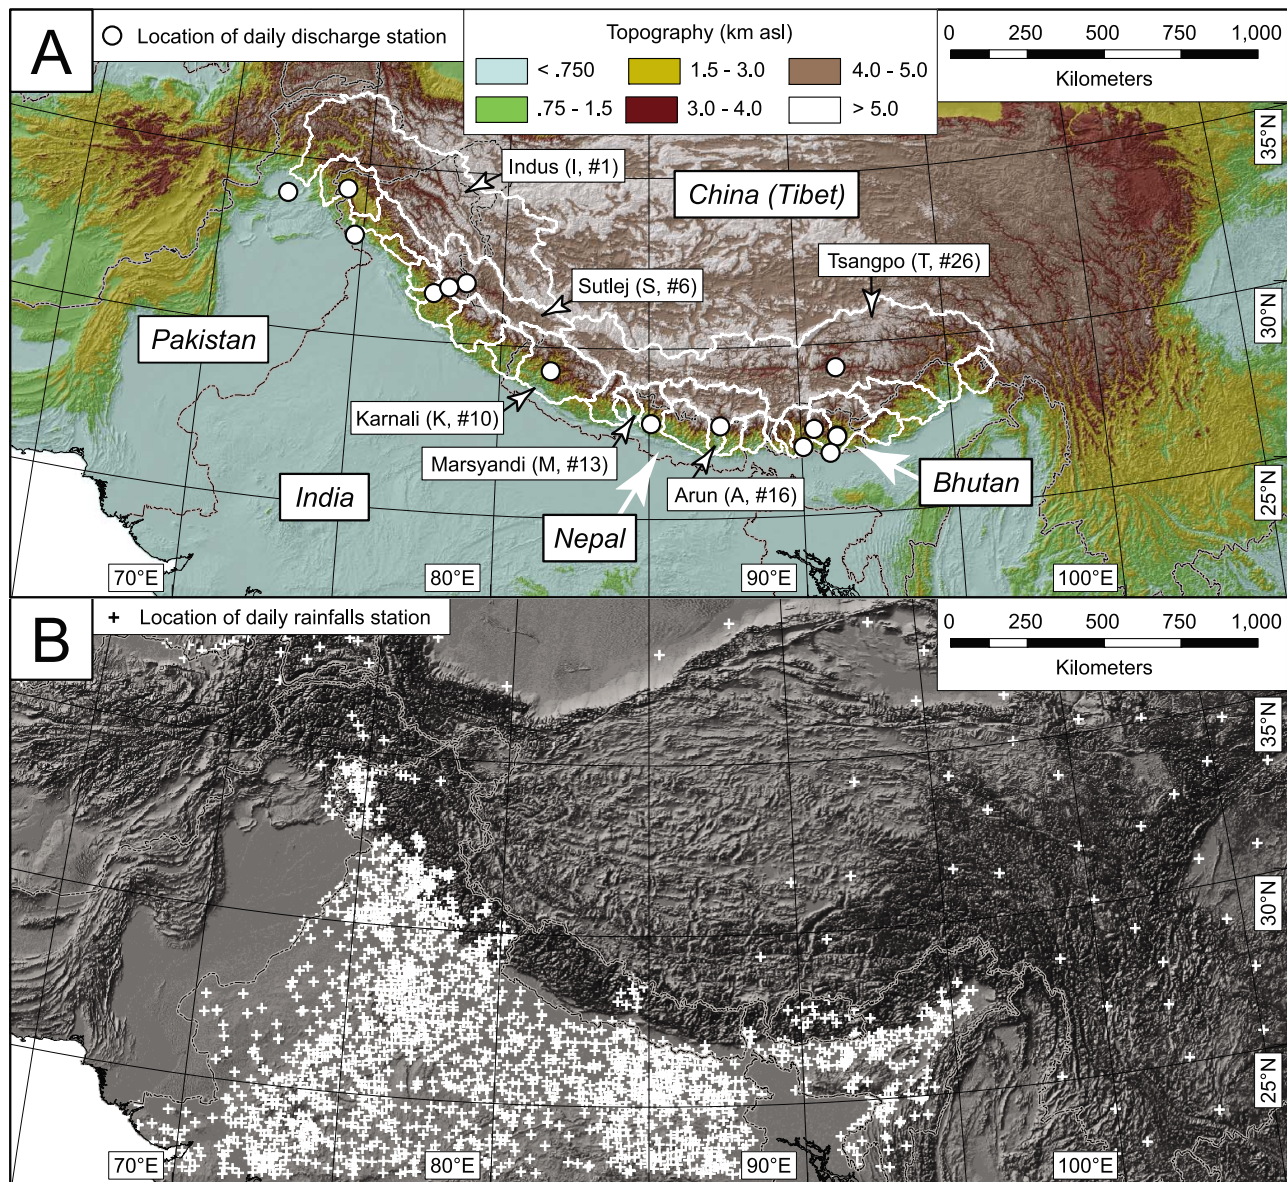 A
Location of daily discharge station
Topography (km asl)
< .750
1.5 - 3.0
4.0 - 5.0
.75 - 1.5
3.0 - 4.0
> 5.0
0 250 500 750 1,000
Kilometers
35°N
Indus (I, #1)
China (Tibet)
Tsangpo (T, #26)
Sutlej (S, #6)
30°N
Pakistan
Karnali (K, #10)
Marsyandi (M, #13)
India
Arun (A, #16)
Bhutan
25°N
Nepal
70°E
80°E
90°E
100°E
B
+ Location of daily rainfalls station
0 250 500 750 1,000
Kilometers
35°N
30°N
25°N
70°E
80°E
90°E
100°E